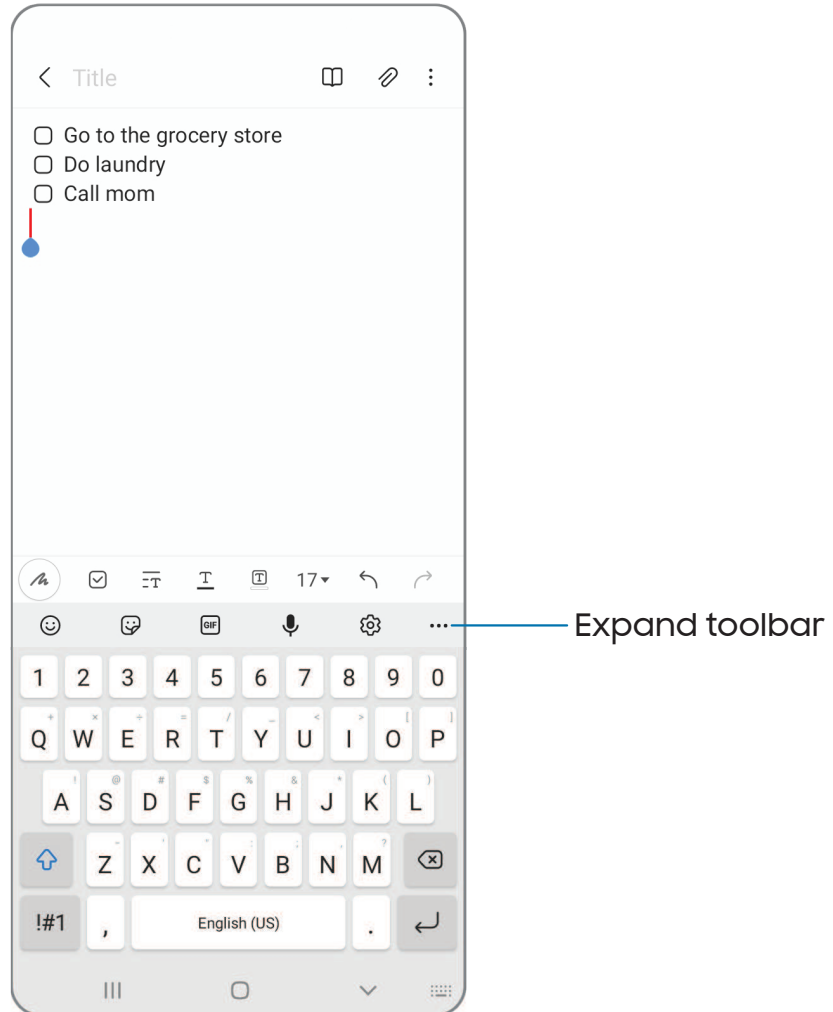 Title
Go to the grocery store
Do laundry
Call mom
T T T 17
GIF
Expand toolbar
1 2 3 4 5 6 7 8 9 0
+ × ÷ = / _ < > [ ]
Q W E R T Y U I O P
! @ # $ % & * ( )
A S D F G H J K L
- ' " : ; , ?
Z X C V B N M
!#1 , English (US) .